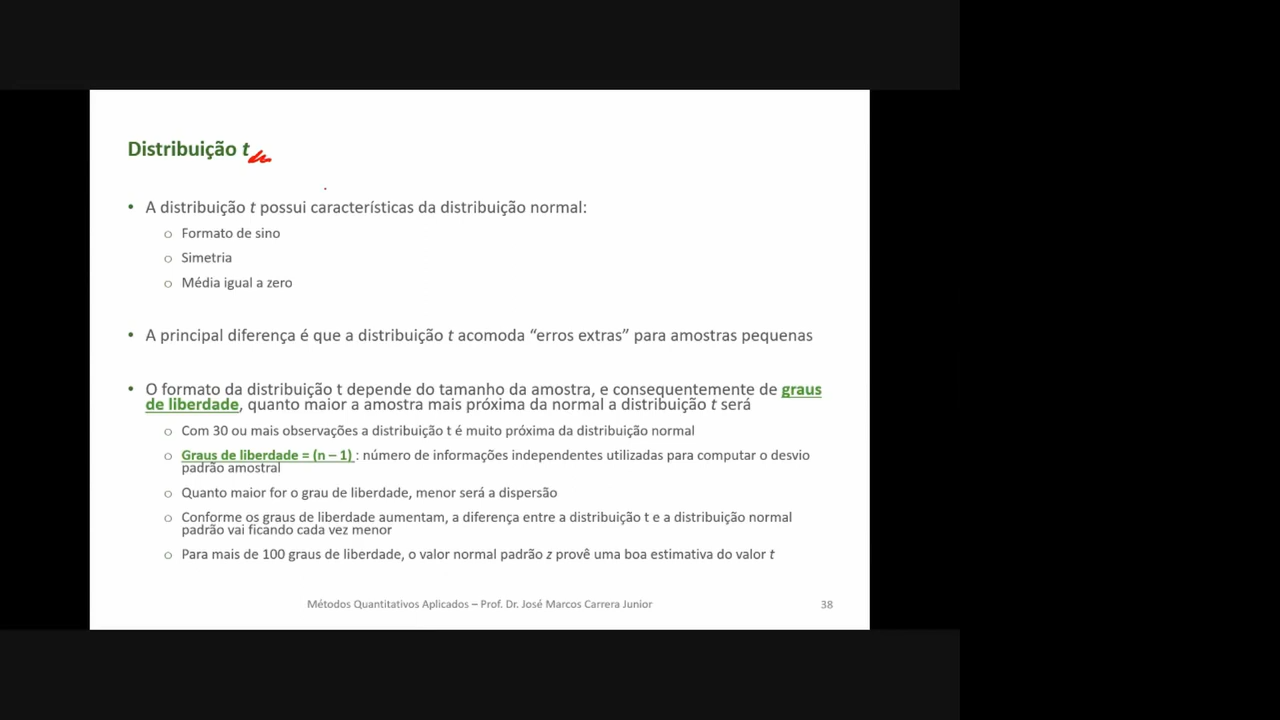 Distribuição t
• A distribuição t possui características da distribuição normal:
o Formato de sino
o Simetria
o Média igual a zero
• A principal diferença é que a distribuição t acomoda “erros extras” para amostras pequenas
• O formato da distribuição t depende do tamanho da amostra, e consequentemente de graus
de liberdade, quanto maior a amostra mais próxima da normal a distribuição t será
o Com 30 ou mais observações a distribuição t é muito próxima da distribuição normal
o Graus de liberdade = (n – 1) : número de informações independentes utilizadas para computar o desvio
padrão amostral
o Quanto maior for o grau de liberdade, menor será a dispersão
o Conforme os graus de liberdade aumentam, a diferença entre a distribuição t e a distribuição normal
padrão vai ficando cada vez menor
o Para mais de 100 graus de liberdade, o valor normal padrão z provê uma boa estimativa do valor t
Métodos Quantitativos Aplicados – Prof. Dr. José Marcos Carrera Junior
38